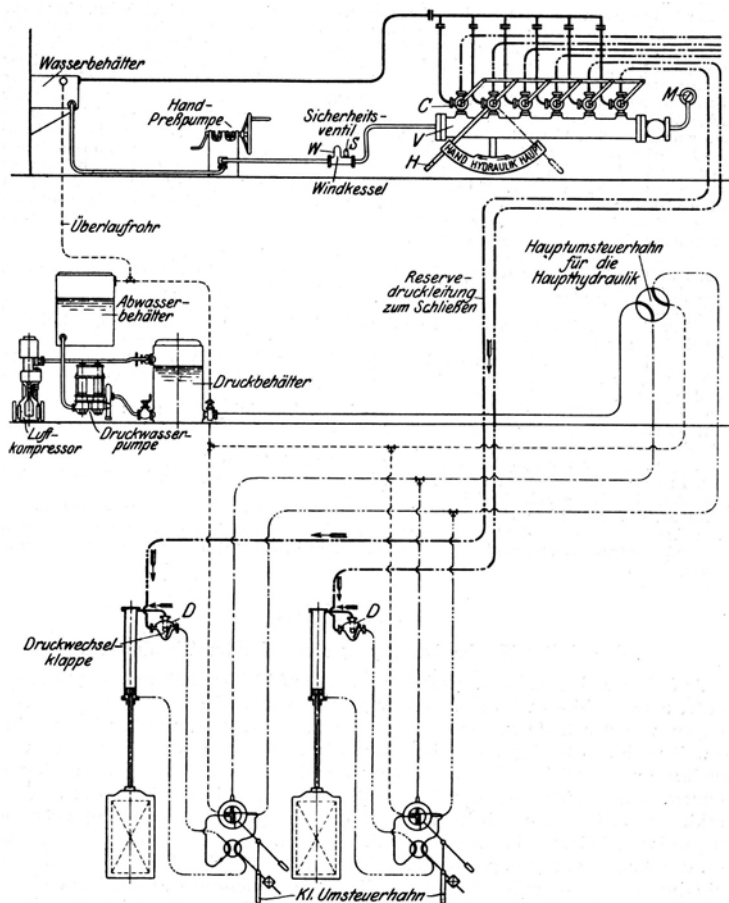 Wasserbehälter
Hand-
Preßpumpe
Sicherheits-
ventil
W
S
Windkessel
C
V
H
M
HAND HYDRAULIK HAUPT
Überlaufrohr
Abwasser-
behälter
Reserve-
druckleitung
zum Schließen
Hauptumsteuerhahn
für die
Haupthydraulik
Druckbehälter
Luft-
kompressor
Druckwasser-
pumpe
D
D
Druckwechsel-
klappe
Kl. Umsteuerhahn